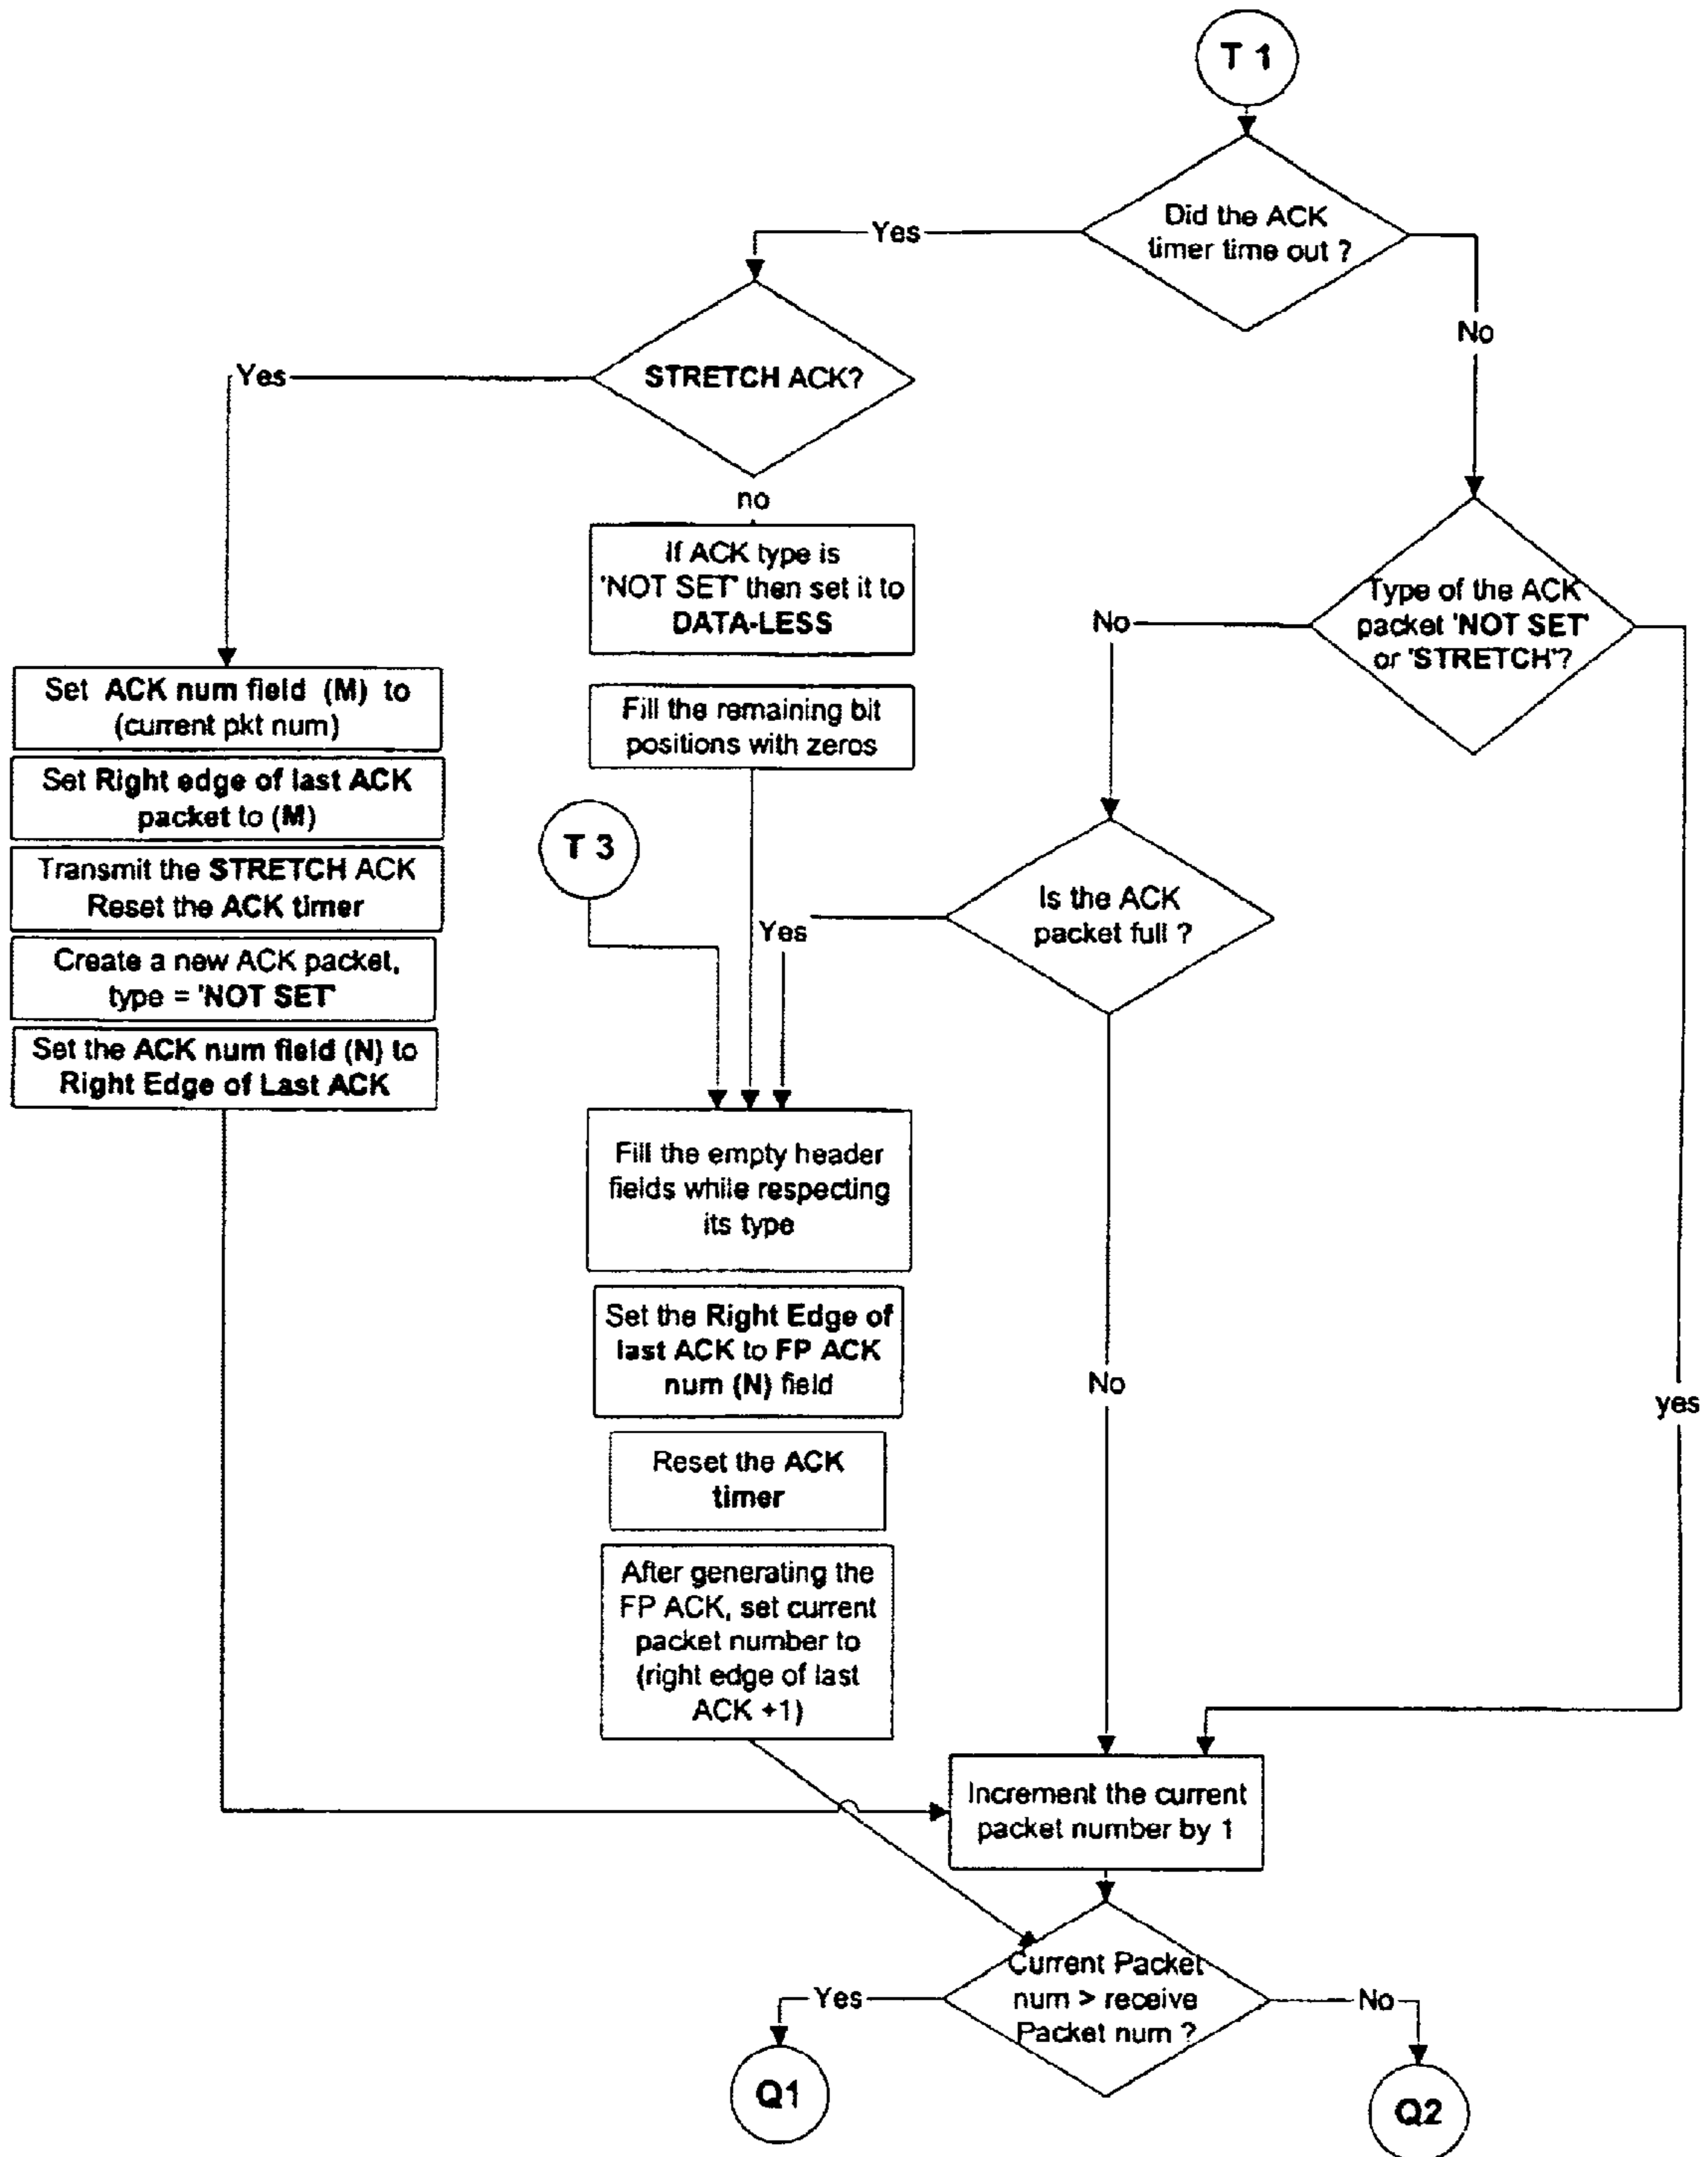 T 1
Did the ACK
timer time out ?
Yes
No
STRETCH ACK?
Yes
no
If ACK type is
'NOT SET' then set it to
DATA-LESS
Fill the remaining bit
positions with zeros
Type of the ACK
packet 'NOT SET'
or 'STRETCH'?
No
yes
Set ACK num field (M) to
(current pkt num)
Set Right edge of last ACK
packet to (M)
Transmit the STRETCH ACK
Reset the ACK timer
Create a new ACK packet,
type = 'NOT SET'
Set the ACK num field (N) to
Right Edge of Last ACK
T 3
Is the ACK
packet full ?
Yes
No
Fill the empty header
fields while respecting
its type
Set the Right Edge of
last ACK to FP ACK
num (N) field
Reset the ACK
timer
After generating the
FP ACK, set current
packet number to
(right edge of last
ACK +1)
Increment the current
packet number by 1
Current Packet
num > receive
Packet num ?
Yes
No
Q1
Q2